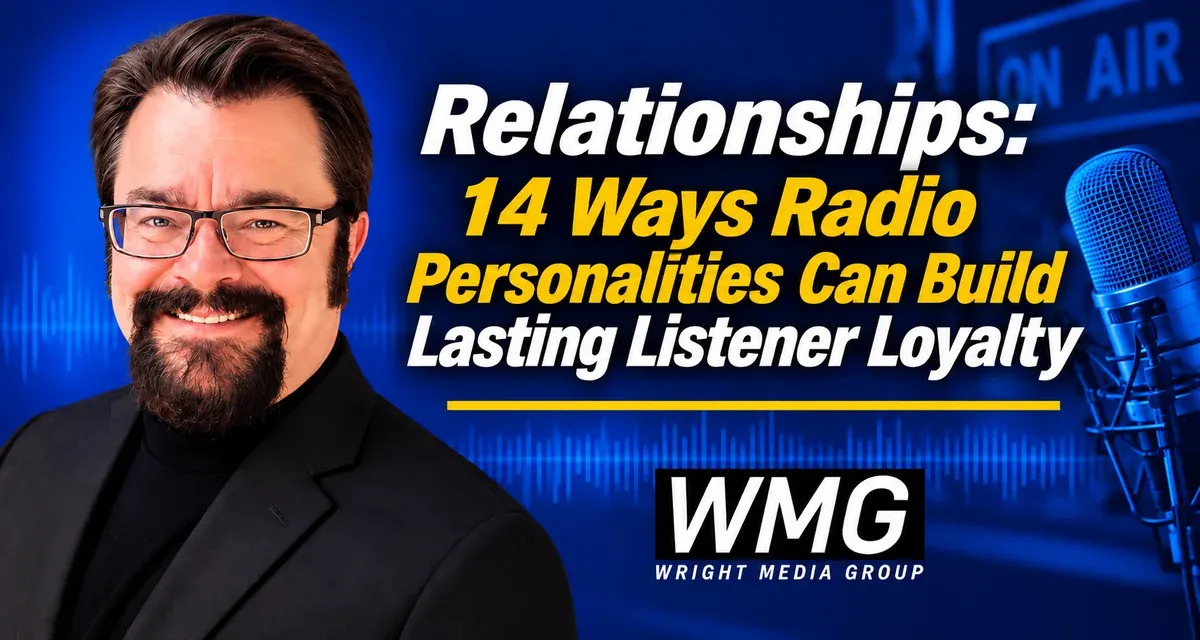 ON AIR
Relationships:
14 Ways Radio
Personalities Can Build
Lasting Listener Loyalty
WMG
WRIGHT MEDIA GROUP